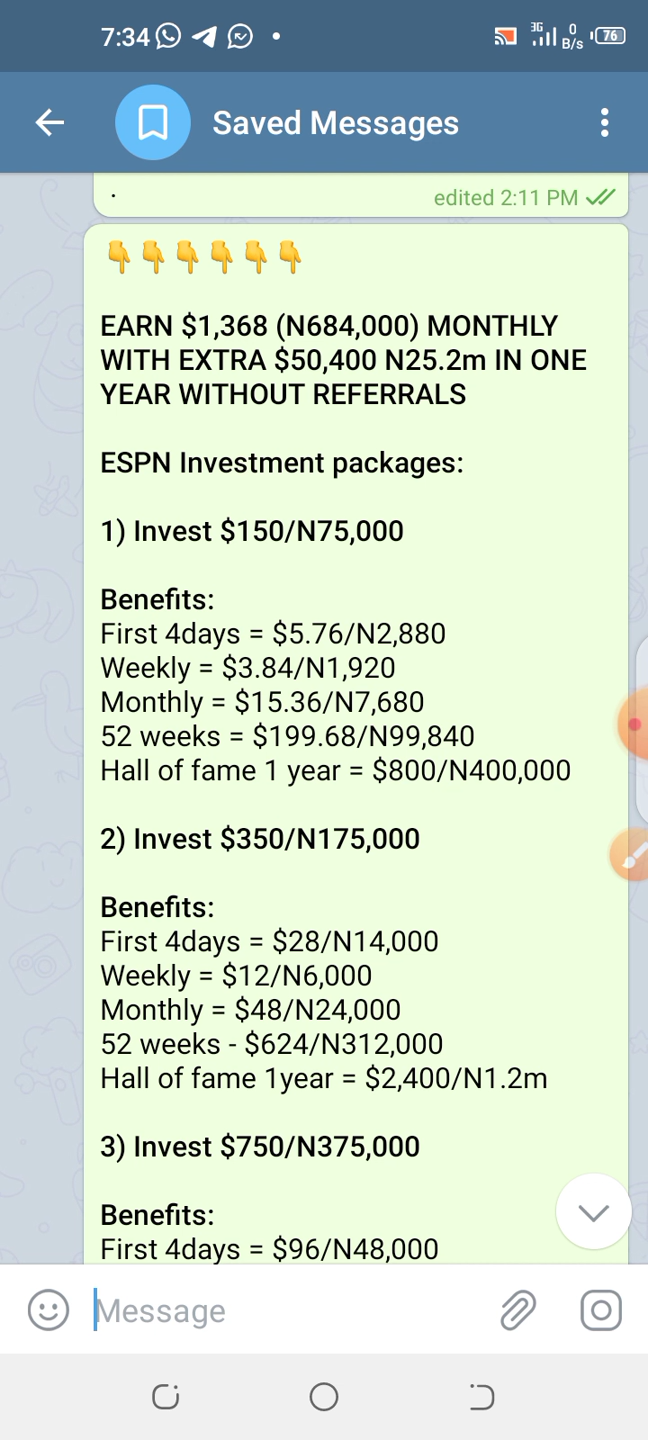 7:34
3G
0
B/s
76
Saved Messages
.
edited 2:11 PM
👇👇👇👇👇👇
EARN $1,368 (N684,000) MONTHLY
WITH EXTRA $50,400 N25.2m IN ONE
YEAR WITHOUT REFERRALS
ESPN Investment packages:
1) Invest $150/N75,000
Benefits:
First 4days = $5.76/N2,880
Weekly = $3.84/N1,920
Monthly = $15.36/N7,680
52 weeks = $199.68/N99,840
Hall of fame 1 year = $800/N400,000
2) Invest $350/N175,000
Benefits:
First 4days = $28/N14,000
Weekly = $12/N6,000
Monthly = $48/N24,000
52 weeks - $624/N312,000
Hall of fame 1year = $2,400/N1.2m
3) Invest $750/N375,000
Benefits:
First 4days = $96/N48,000
Message